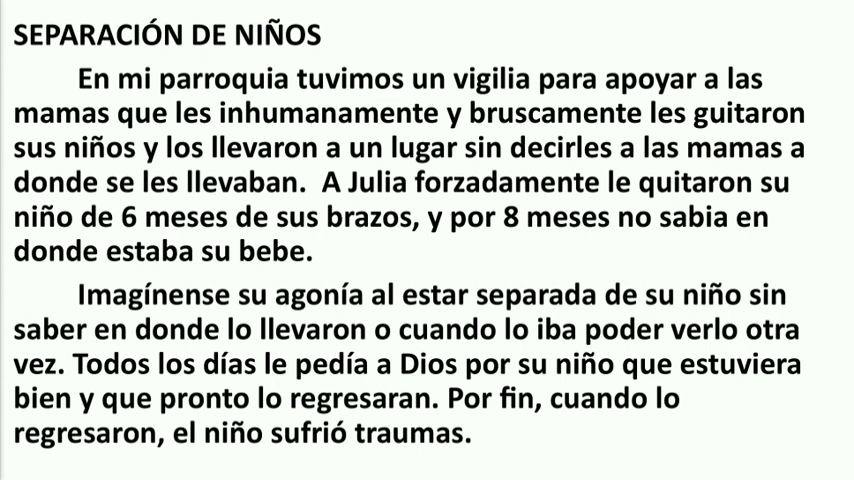 SEPARACIÓN DE NIÑOS
En mi parroquia tuvimos un vigilia para apoyar a las
mamas que les inhumanamente y bruscamente les guitaron
sus niños y los llevaron a un lugar sin decirles a las mamas a
donde se les llevaban. A Julia forzadamente le quitaron su
niño de 6 meses de sus brazos, y por 8 meses no sabia en
donde estaba su bebe.
Imagínense su agonía al estar separada de su niño sin
saber en donde lo llevaron o cuando lo iba poder verlo otra
vez. Todos los días le pedía a Dios por su niño que estuviera
bien y que pronto lo regresaran. Por fin, cuando lo
regresaron, el niño sufrió traumas.